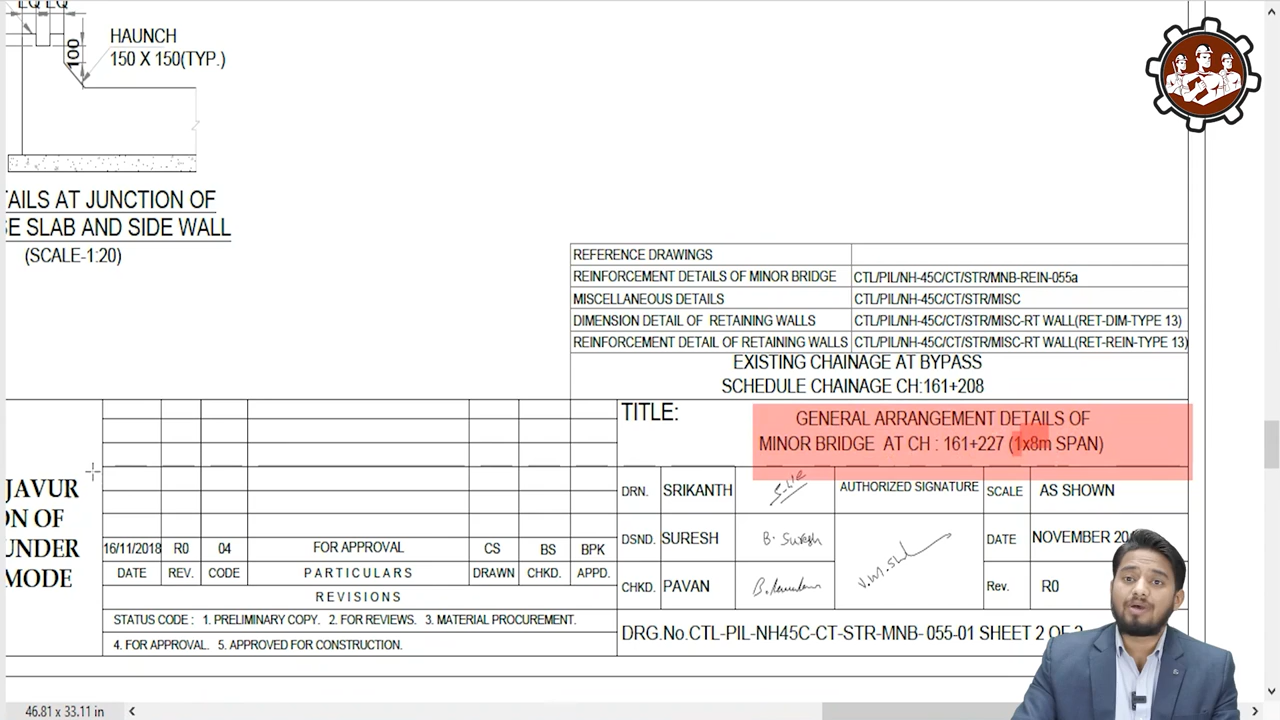 EQ EQ
100
HAUNCH
150 X 150(TYP.)
TAILS AT JUNCTION OF
SE SLAB AND SIDE WALL
(SCALE-1:20)
REFERENCE DRAWINGS
REINFORCEMENT DETAILS OF MINOR BRIDGE CTL/PIL/NH-45C/CT/STR/MNB-REIN-055a
MISCELLANEOUS DETAILS CTL/PIL/NH-45C/CT/STR/MISC
DIMENSION DETAIL OF RETAINING WALLS CTL/PIL/NH-45C/CT/STR/MISC-RT WALL(RET-DIM-TYPE 13)
REINFORCEMENT DETAIL OF RETAINING WALLS CTL/PIL/NH-45C/CT/STR/MISC-RT WALL(RET-REIN-TYPE 13)
EXISTING CHAINAGE AT BYPASS
SCHEDULE CHAINAGE CH:161+208
TITLE:
GENERAL ARRANGEMENT DETAILS OF
MINOR BRIDGE AT CH : 161+227 (1x8m SPAN)
JAVUR
ON OF
UNDER
MODE
16/11/2018 R0 04 FOR APPROVAL CS BS BPK
DATE REV. CODE PARTICULARS DRAWN CHKD. APPD.
REVISIONS
STATUS CODE : 1. PRELIMINARY COPY. 2. FOR REVIEWS. 3. MATERIAL PROCUREMENT.
4. FOR APPROVAL. 5. APPROVED FOR CONSTRUCTION.
DRN. SRIKANTH AUTHORIZED SIGNATURE SCALE AS SHOWN
DSND. SURESH B. Suresh DATE NOVEMBER 20
CHKD. PAVAN Rev. R0
DRG.No.CTL-PIL-NH45C-CT-STR-MNB- 055-01 SHEET 2 OF 2
46.81 x 33.11 in